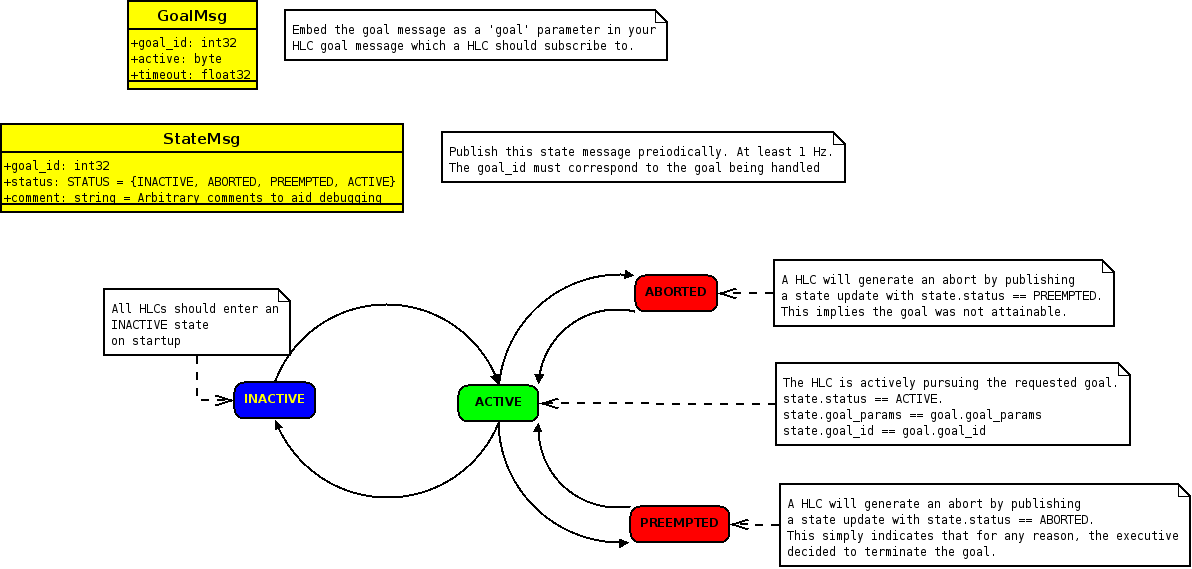 GoalMsg
+goal_id: int32
+active: byte
+timeout: float32
Embed the goal message as a 'goal' parameter in your
HLC goal message which a HLC should subscribe to.
StateMsg
+goal_id: int32
+status: STATUS = {INACTIVE, ABORTED, PREEMPTED, ACTIVE}
+comment: string = Arbitrary comments to aid debugging
Publish this state message preiodically. At least 1 Hz.
The goal_id must correspond to the goal being handled
All HLCs should enter an
INACTIVE state
on startup
INACTIVE
ACTIVE
ABORTED
PREEMPTED
A HLC will generate an abort by publishing
a state update with state.status == PREEMPTED.
This implies the goal was not attainable.
The HLC is actively pursuing the requested goal.
state.status == ACTIVE.
state.goal_params == goal.goal_params
state.goal_id == goal.goal_id
A HLC will generate an abort by publishing
a state update with state.status == ABORTED.
This simply indicates that for any reason, the executive
decided to terminate the goal.